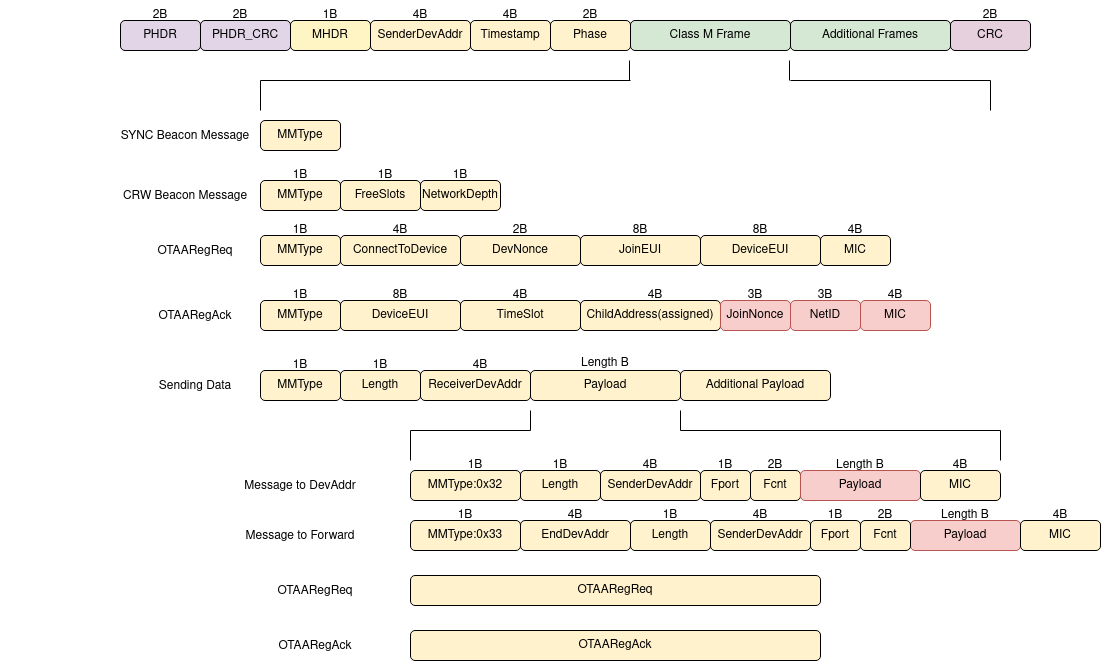 2B 2B 1B 4B 4B 2B 2B
PHDR PHDR_CRC MHDR SenderDevAddr Timestamp Phase Class M Frame Additional Frames CRC
SYNC Beacon Message MMType
1B 1B 1B
CRW Beacon Message MMType FreeSlots NetworkDepth
1B 4B 2B 8B 8B 4B
OTAARegReq MMType ConnectToDevice DevNonce JoinEUI DeviceEUI MIC
1B 8B 4B 4B 3B 3B 4B
OTAARegAck MMType DeviceEUI TimeSlot ChildAddress(assigned) JoinNonce NetID MIC
1B 1B 4B Length B
Sending Data MMType Length ReceiverDevAddr Payload Additional Payload
1B 1B 4B 1B 2B Length B 4B
Message to DevAddr MMType:0x32 Length SenderDevAddr Fport Fcnt Payload MIC
1B 4B 1B 4B 1B 2B Length B 4B
Message to Forward MMType:0x33 EndDevAddr Length SenderDevAddr Fport Fcnt Payload MIC
OTAARegReq OTAARegReq
OTAARegAck OTAARegAck